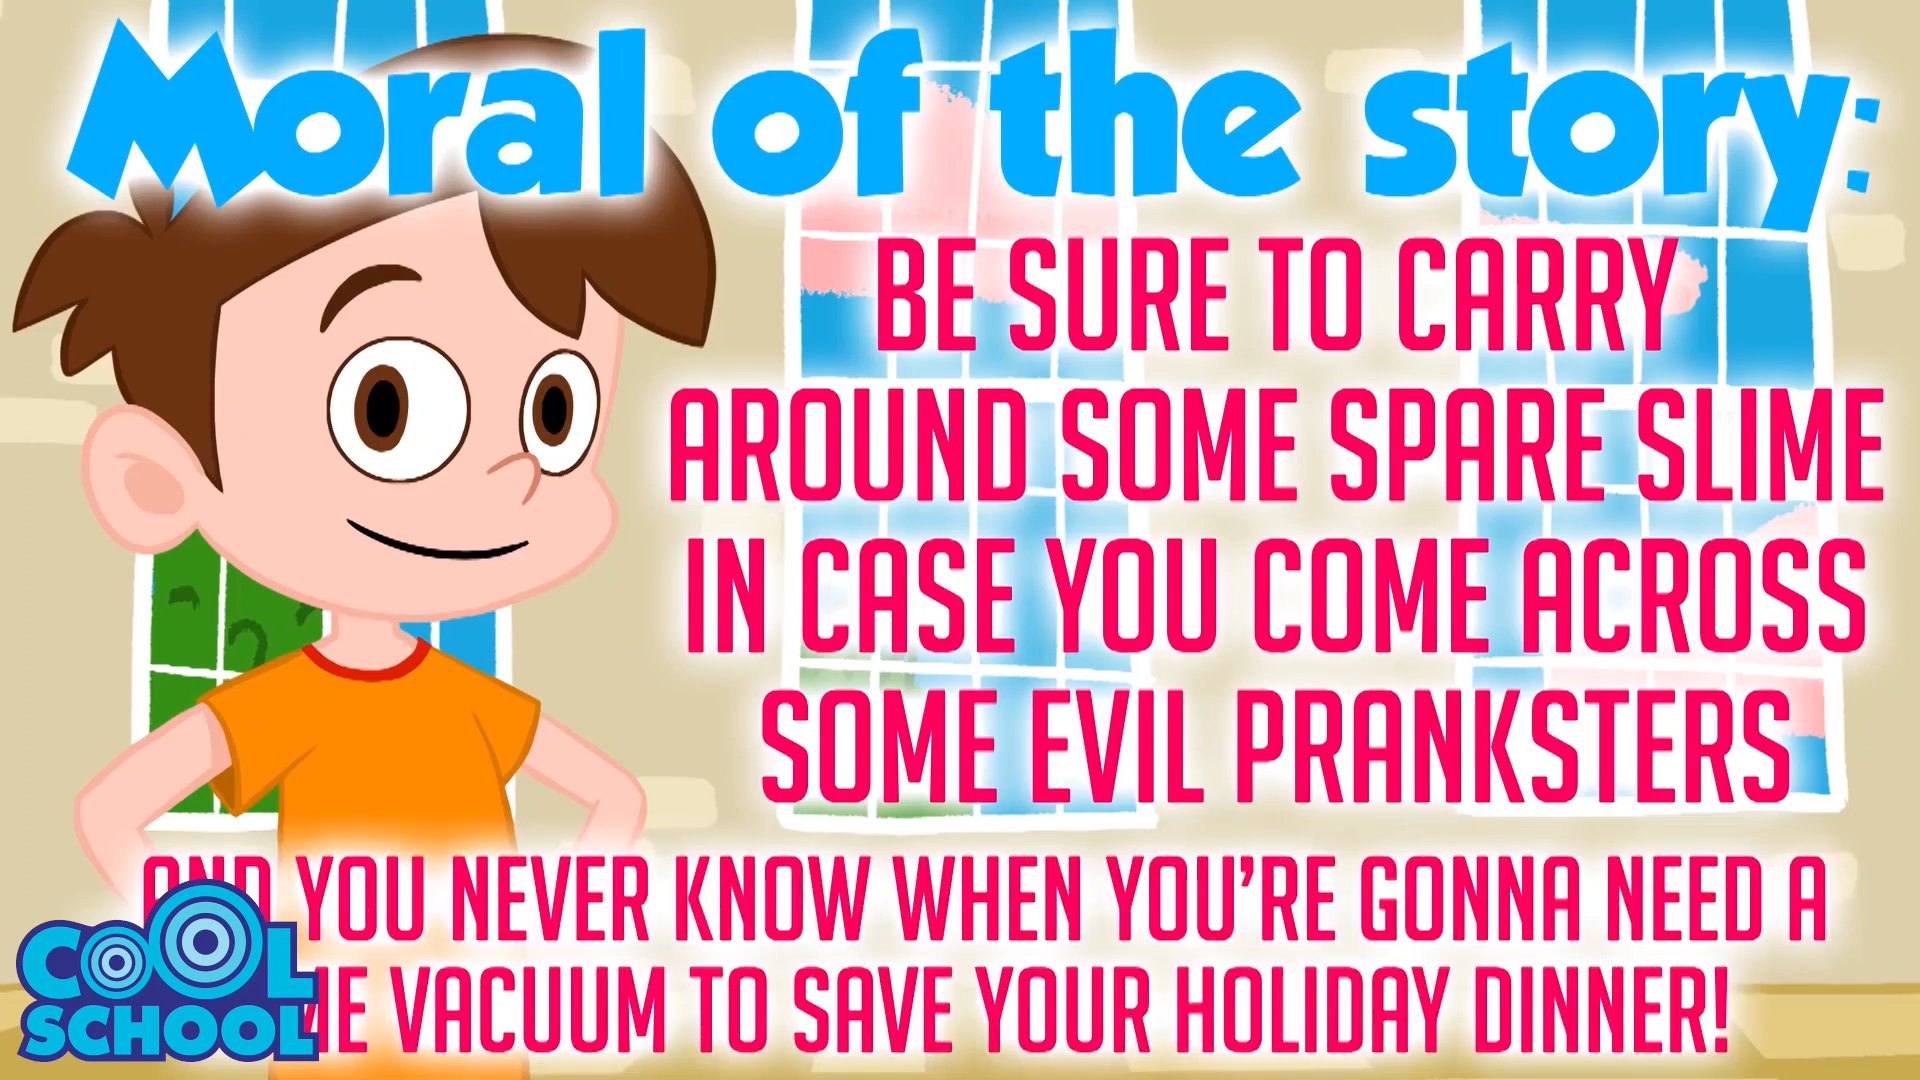 Moral of the story:
BE SURE TO CARRY
AROUND SOME SPARE SLIME
IN CASE YOU COME ACROSS
SOME EVIL PRANKSTERS
AND YOU NEVER KNOW WHEN YOU'RE GONNA NEED A
VACUUM TO SAVE YOUR HOLIDAY DINNER!
COOL
SCHOOL